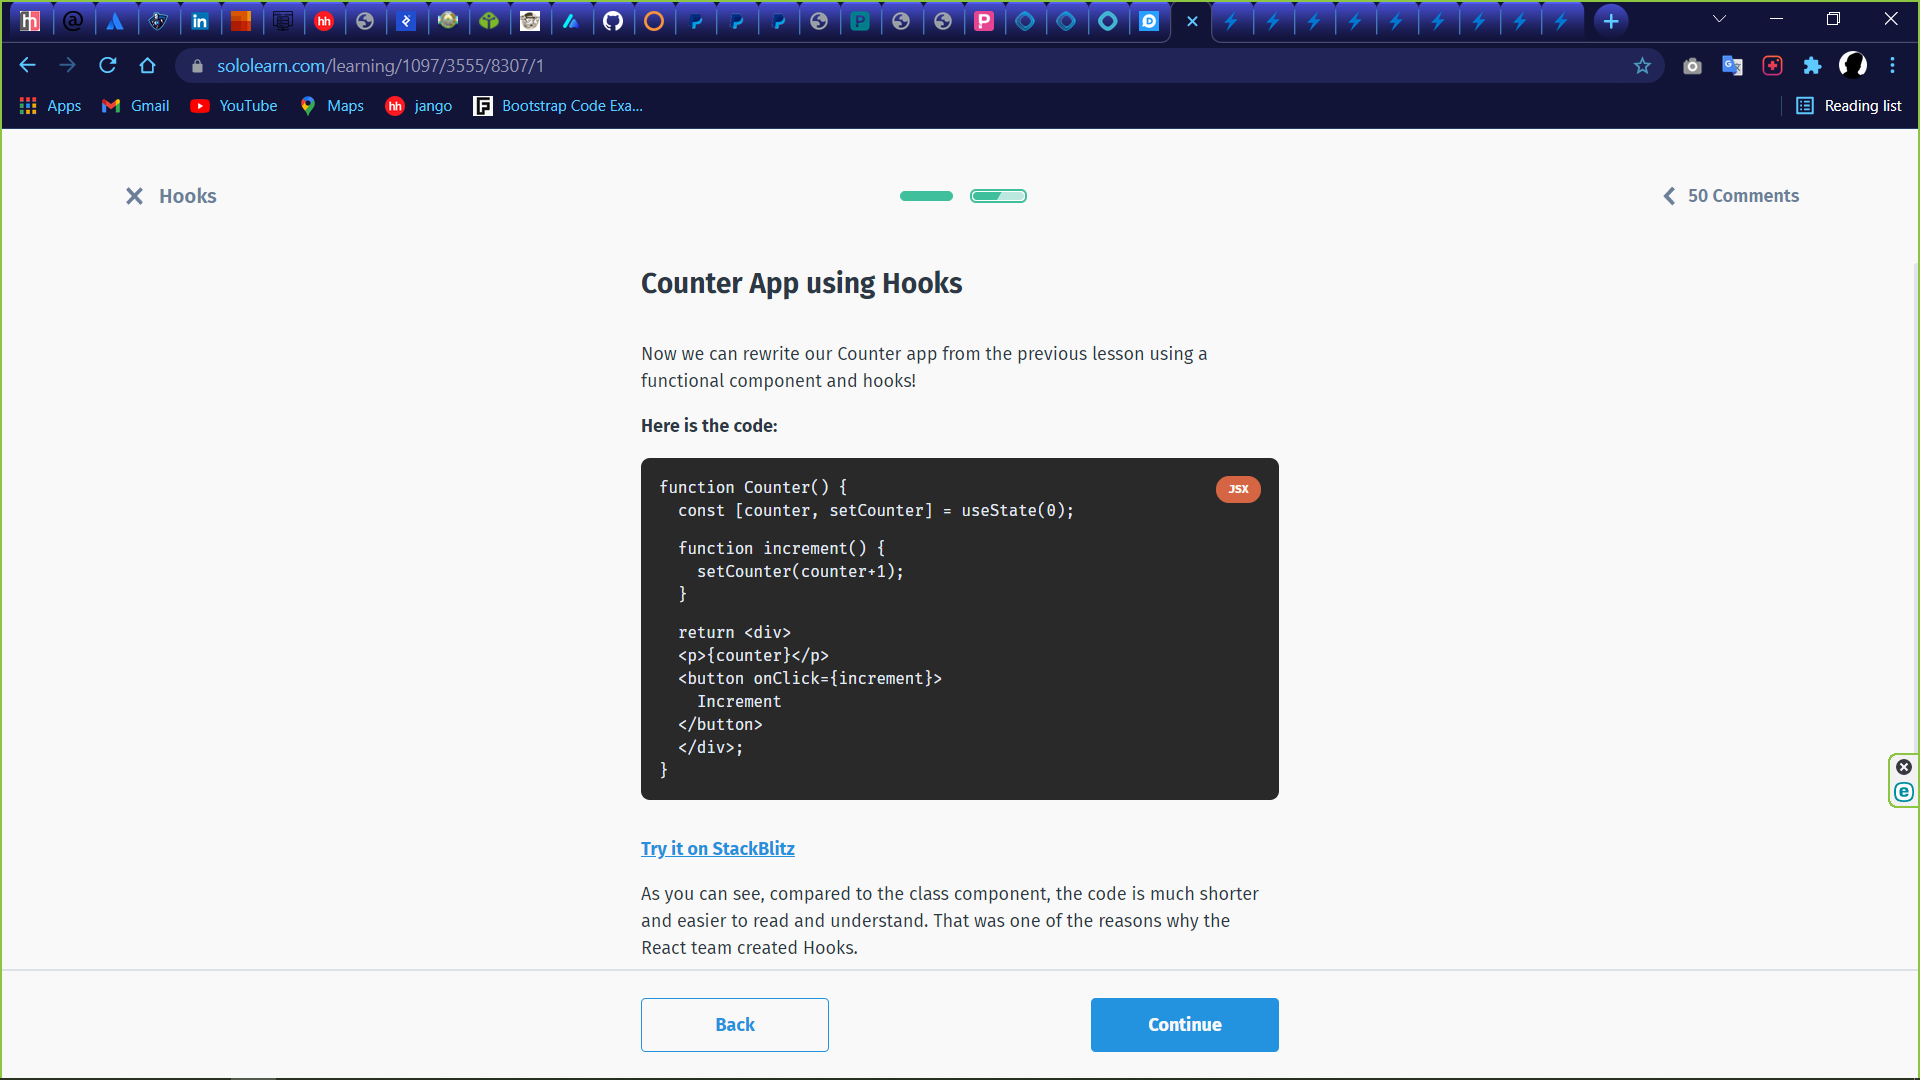 sololearn.com/learning/1097/3555/8307/1
Apps
Gmail
YouTube
Maps
jango
Bootstrap Code Exa...
Reading list
Hooks
50 Comments
Counter App using Hooks
Now we can rewrite our Counter app from the previous lesson using a
functional component and hooks!
Here is the code:
JSX
function Counter() {
const [counter, setCounter] = useState(0);
function increment() {
setCounter(counter+1);
}
return <div>
<p>{counter}</p>
<button onClick={increment}>
Increment
</button>
</div>;
}
Try it on StackBlitz
As you can see, compared to the class component, the code is much shorter
and easier to read and understand. That was one of the reasons why the
React team created Hooks.
Back
Continue